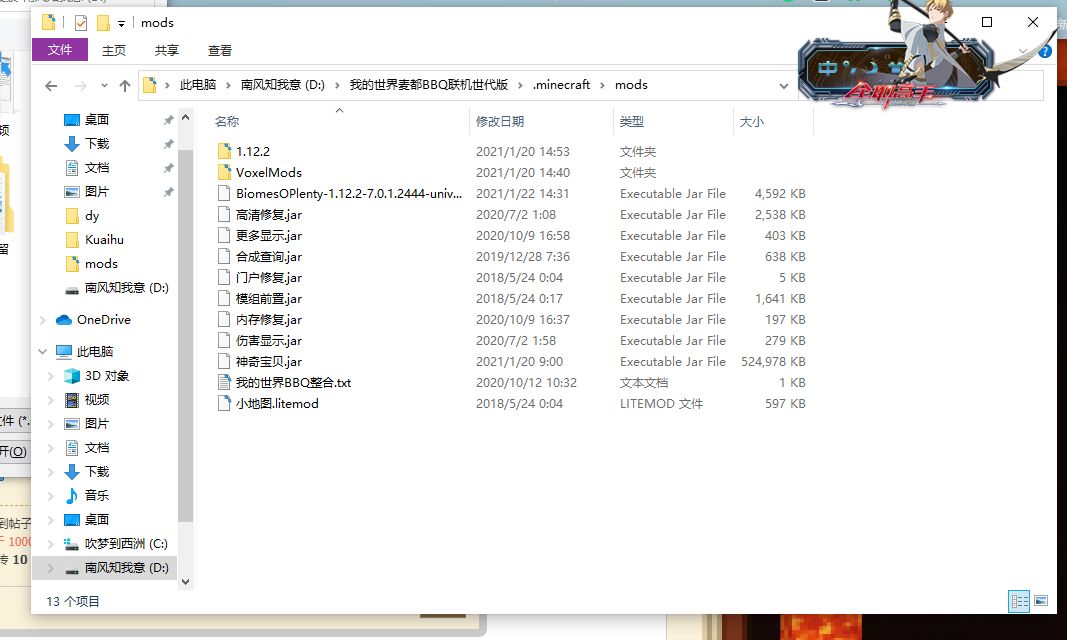 mods
文件 主页 共享 查看
此电脑 › 南风知我意 (D:) › 我的世界麦都BBQ联机世代版 › .minecraft › mods
中
全职高手
名称 修改日期 类型 大小
1.12.2 2021/1/20 14:53 文件夹
VoxelMods 2021/1/20 14:40 文件夹
BiomesOPlenty-1.12.2-7.0.1.2444-univ... 2021/1/22 14:31 Executable Jar File 4,592 KB
高清修复.jar 2020/7/2 1:08 Executable Jar File 2,538 KB
更多显示.jar 2020/10/9 16:58 Executable Jar File 403 KB
合成查询.jar 2019/12/28 7:36 Executable Jar File 638 KB
门户修复.jar 2018/5/24 0:04 Executable Jar File 5 KB
模组前置.jar 2018/5/24 0:17 Executable Jar File 1,641 KB
内存修复.jar 2020/10/9 16:37 Executable Jar File 197 KB
伤害显示.jar 2020/7/2 1:58 Executable Jar File 279 KB
神奇宝贝.jar 2021/1/20 9:00 Executable Jar File 524,978 KB
我的世界BBQ整合.txt 2020/10/12 10:32 文本文档 1 KB
小地图.litemod 2018/5/24 0:04 LITEMOD 文件 597 KB
桌面
下载
文档
图片
dy
Kuaihu
mods
南风知我意 (D:)
OneDrive
此电脑
3D 对象
视频
图片
文档
下载
音乐
桌面
吹梦到西洲 (C:)
南风知我意 (D:)
13 个项目
频
留
文件 (*.
开(O)
到帖子
1000
传 10